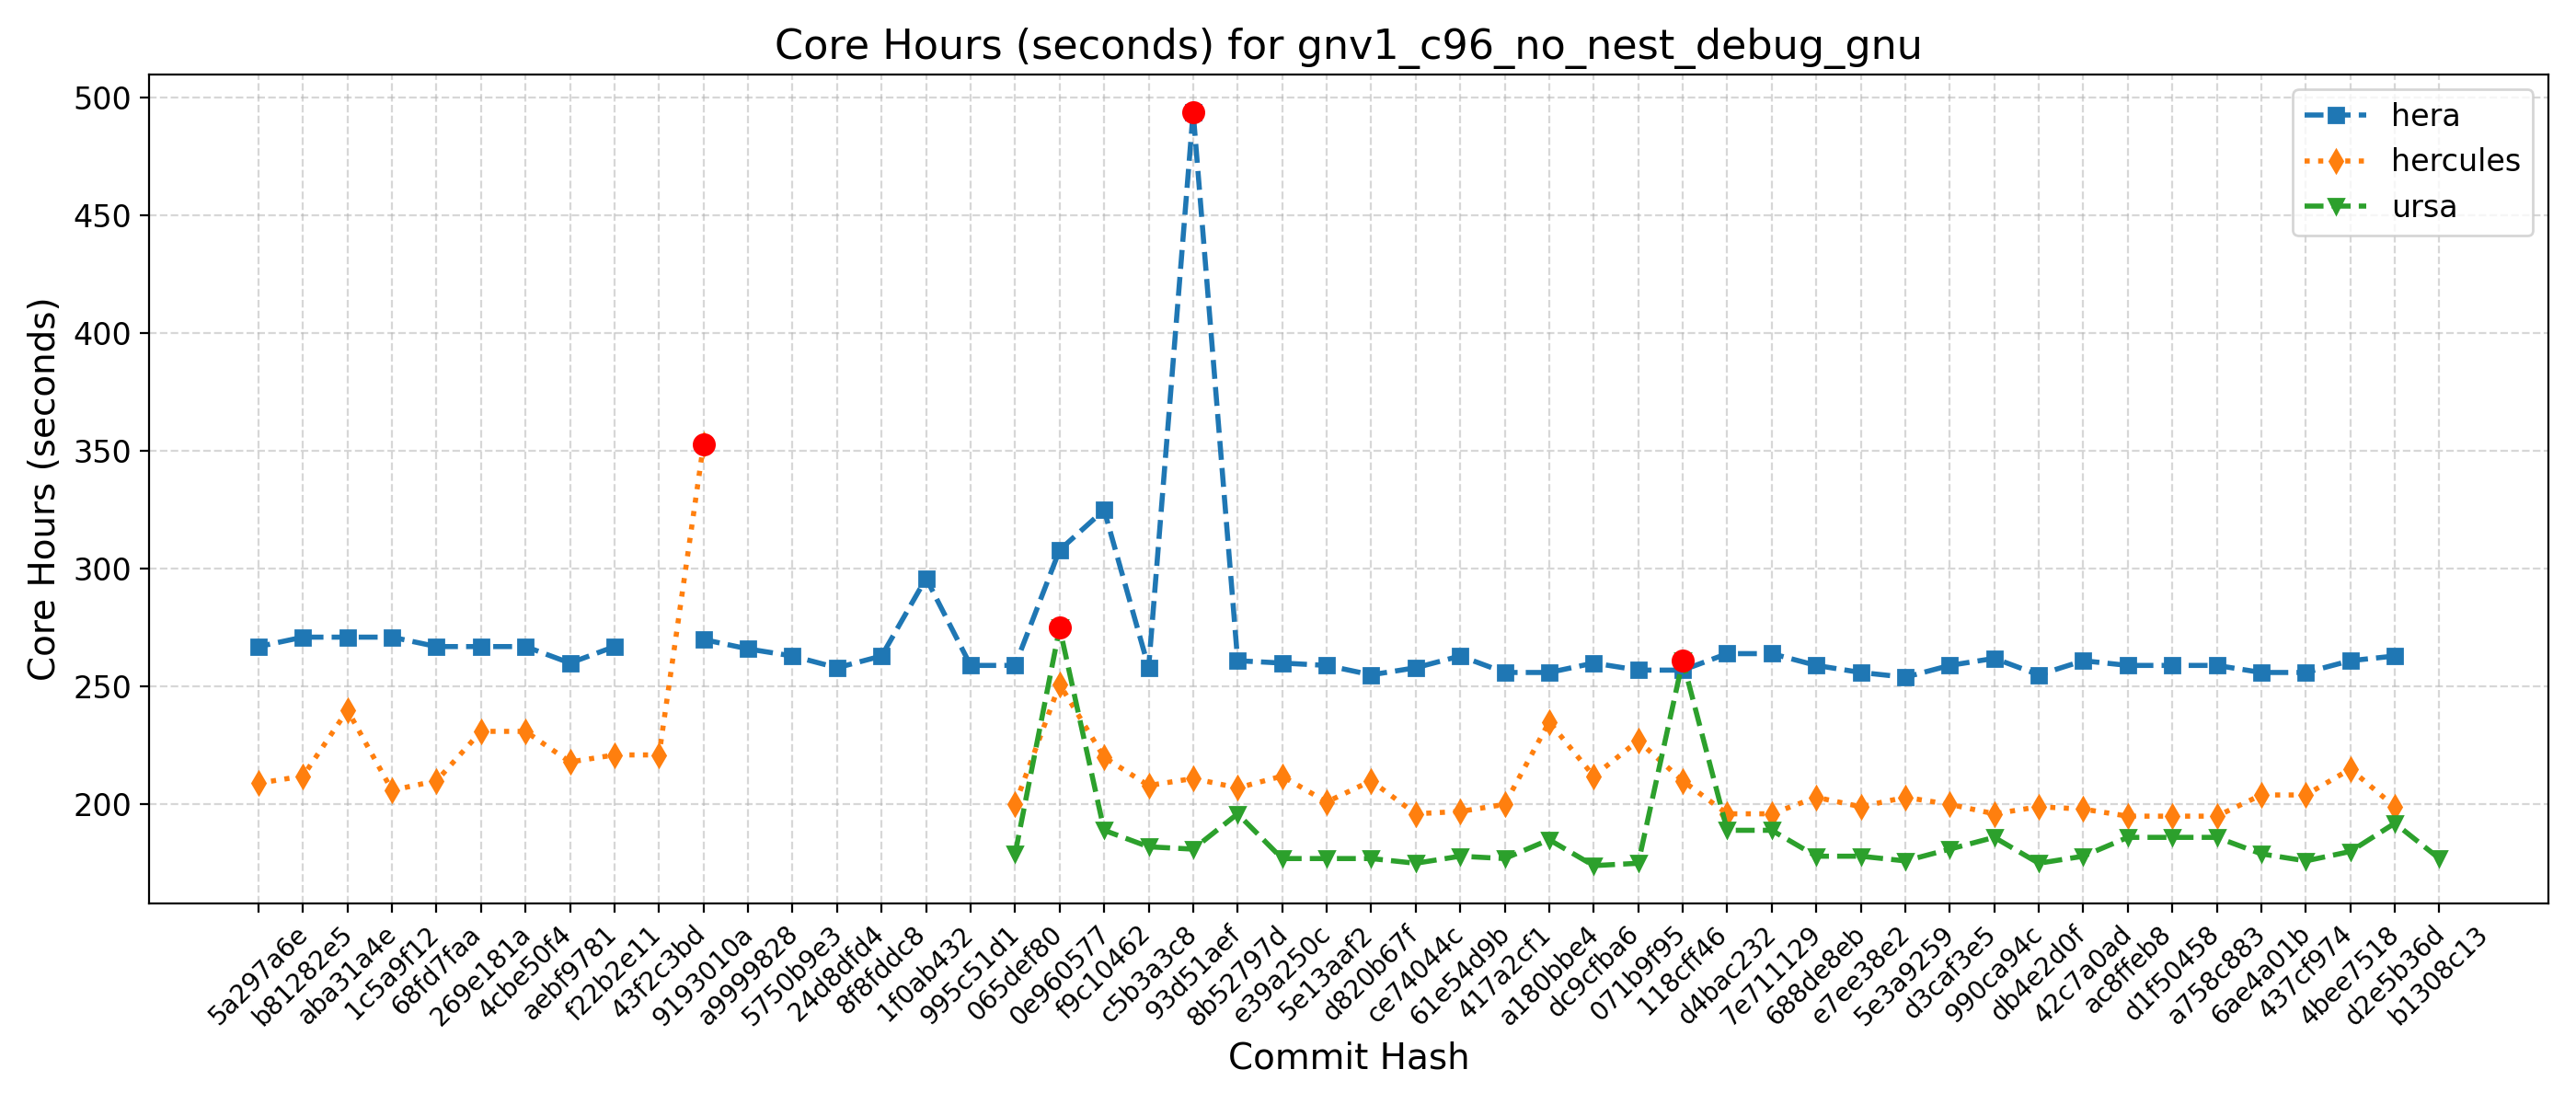 Core Hours (seconds) for gnv1_c96_no_nest_debug_gnu
hera
hercules
ursa
Core Hours (seconds)
500
450
400
350
300
250
200
5a297a6e
b81282e5
aba31a4e
1c5a9f12
68fd7faa
269e181a
4cbe50f4
aebf9781
f22b2e11
43f2c3bd
9193010a
a9999828
5750b9e3
24d8dfd4
8f8fddc8
1f0ab432
995c51d1
065def80
0e960577
f9c10462
c5b3a3c8
93d51aef
8b52797d
e39a250c
5e13aaf2
d820b67f
ce74044c
61e54d9b
417a2cf1
a180bbe4
dc9cfba6
071b9f95
118cff46
d4bac232
7e711129
688de8eb
e7ee38e2
5e3a9259
d3caf3e5
990ca94c
db4e2d0f
42c7a0ad
ac8ffeb8
d1f50458
a758c883
6ae4a01b
437cf974
4bee7518
d2e5b36d
b1308c13
Commit Hash